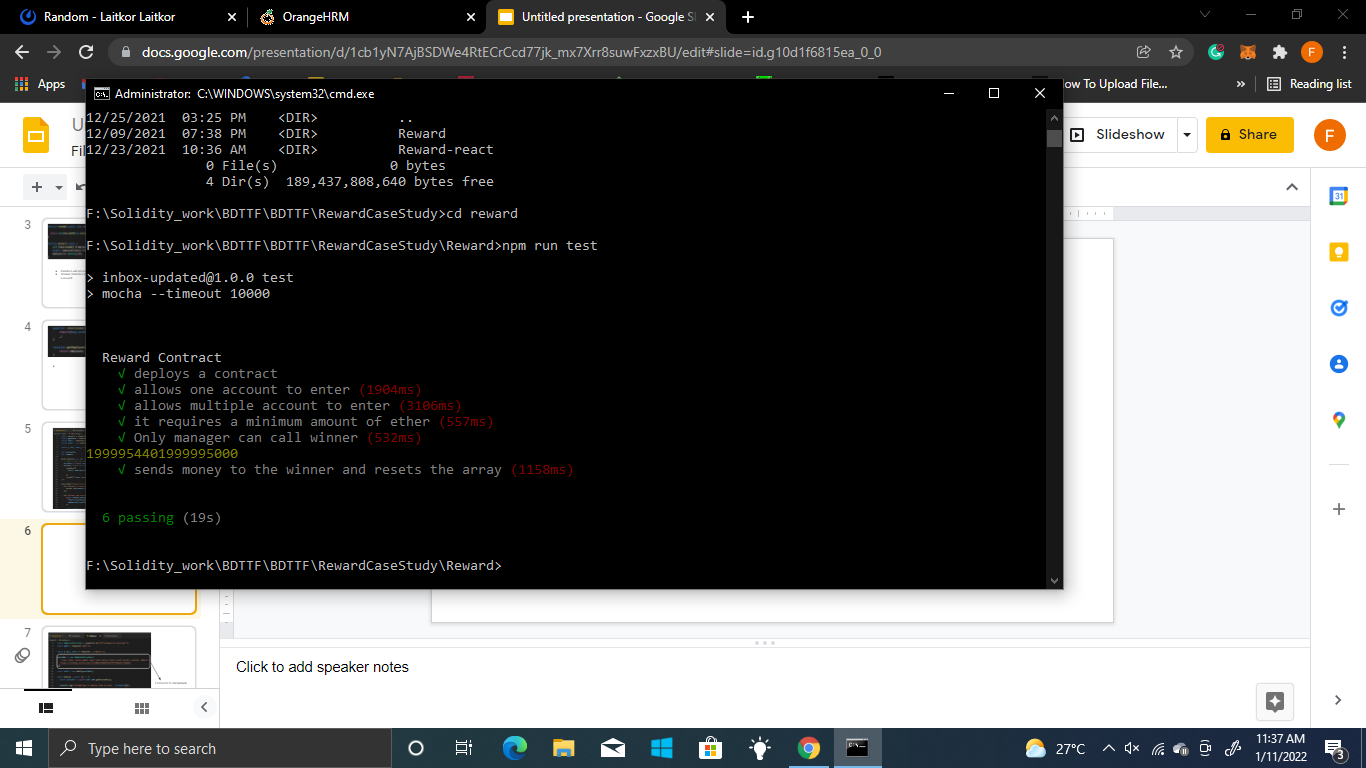 Random - Laitkor Laitkor
OrangeHRM
Untitled presentation - Google Sl
docs.google.com/presentation/d/1cb1yN7AjBSDWe4RtECrCcd77jk_mx7Xrr8suwFxzxBU/edit#slide=id.g10d1f6815ea_0_0
F
Apps
ow To Upload File...
»
Reading list
Administrator: C:\WINDOWS\system32\cmd.exe
Slideshow
Share
F
12/25/2021 03:25 PM <DIR> ..
12/09/2021 07:38 PM <DIR> Reward
12/23/2021 10:36 AM <DIR> Reward-react
0 File(s) 0 bytes
4 Dir(s) 189,437,808,640 bytes free
F:\Solidity_work\BDTTF\BDTTF\RewardCaseStudy>cd reward
F:\Solidity_work\BDTTF\BDTTF\RewardCaseStudy\Reward>npm run test
> inbox-updated@1.0.0 test
> mocha --timeout 10000
Reward Contract
√ deploys a contract
√ allows one account to enter (1904ms)
√ allows multiple account to enter (3106ms)
√ it requires a minimum amount of ether (557ms)
√ Only manager can call winner (532ms)
1999954401999995000
√ sends money to the winner and resets the array (1158ms)
6 passing (19s)
F:\Solidity_work\BDTTF\BDTTF\RewardCaseStudy\Reward>
3
4
5
6
7
31
Click to add speaker notes
Type here to search
27°C
11:37 AM
1/11/2022
3